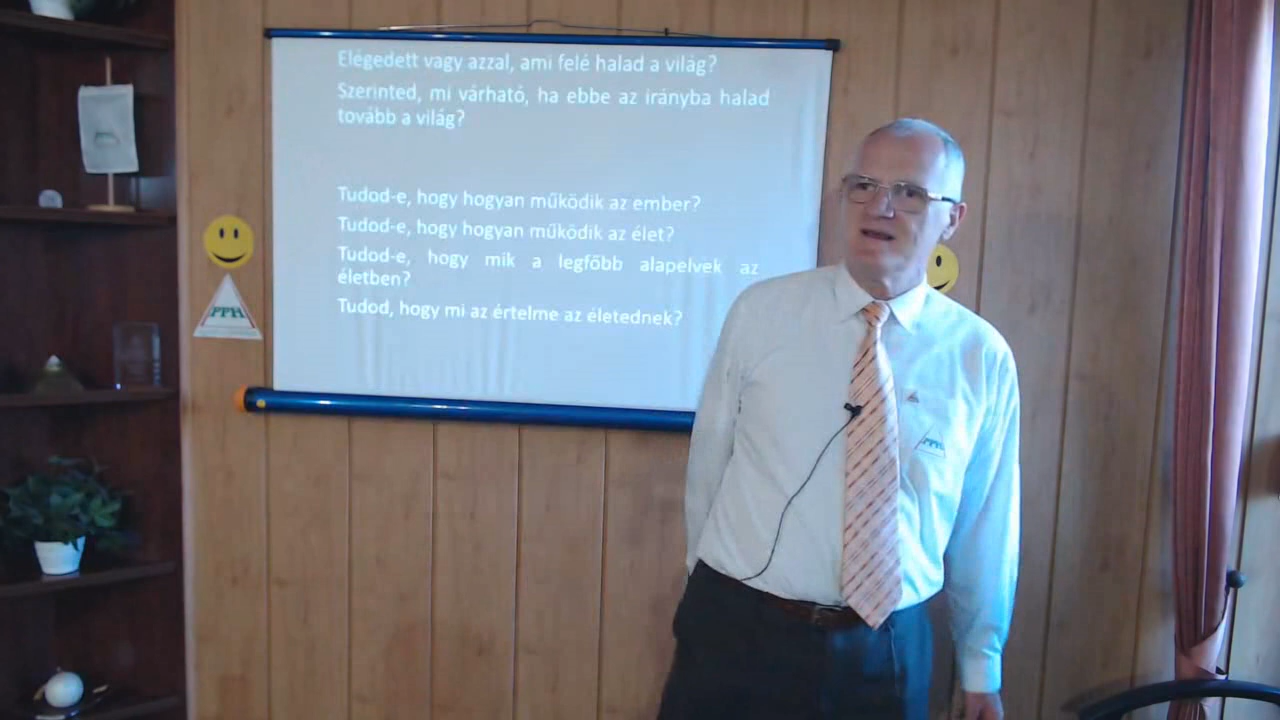 Elégedett vagy azzal, ami felé halad a világ?
Szerinted, mi várható, ha ebbe az irányba halad
tovább a világ?
Tudod-e, hogy hogyan működik az ember?
Tudod-e, hogy hogyan működik az élet?
Tudod-e, hogy mik a legfőbb alapelvek az
életben?
Tudod, hogy mi az értelme az életednek?
PPH
PPH